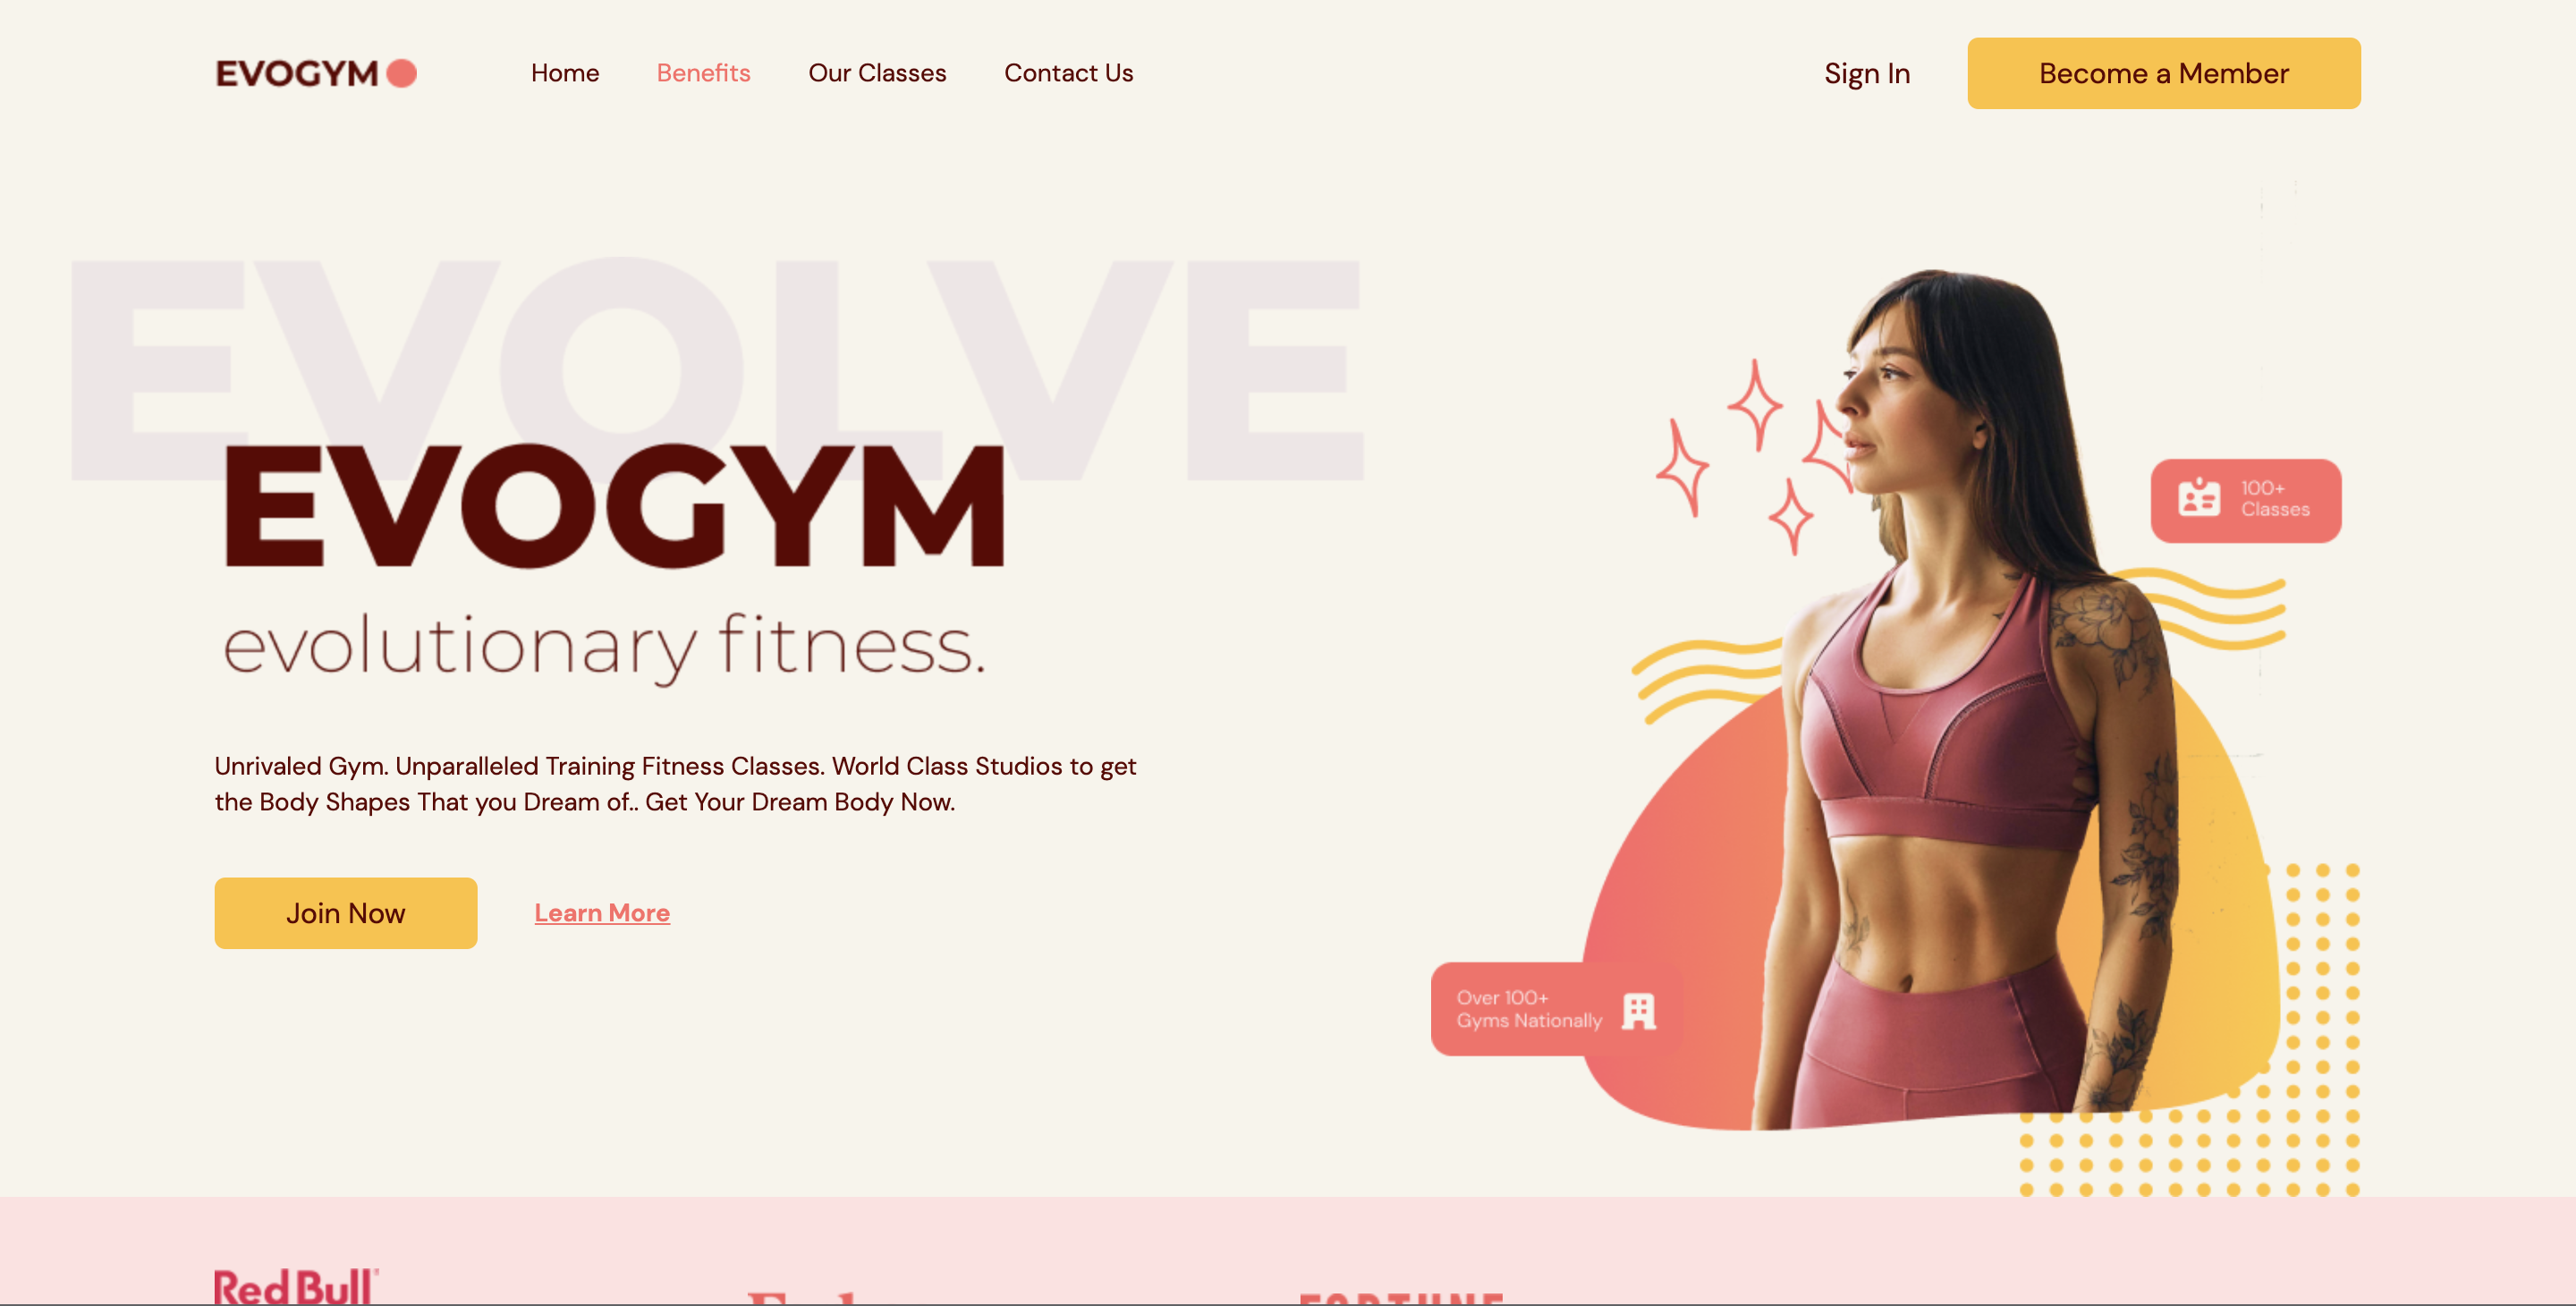 EVOGYM
Home
Benefits
Our Classes
Contact Us
Sign In
Become a Member
EVOLVE
EVOGYM
evolutionary fitness.
Unrivaled Gym. Unparalleled Training Fitness Classes. World Class Studios to get
the Body Shapes That you Dream of.. Get Your Dream Body Now.
Join Now
Learn More
100+
Classes
Over 100+
Gyms Nationally
Red Bull
FORTUNE